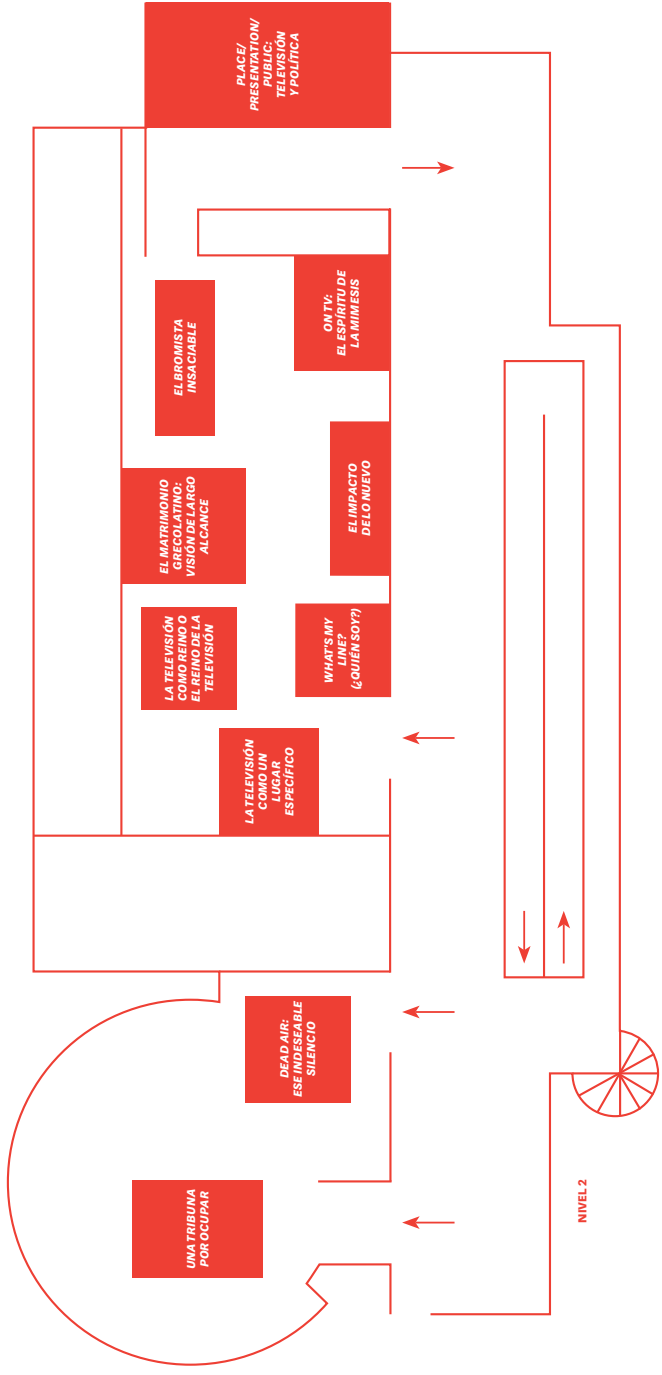 PLACE/
PRESENTATION/
PUBLIC:
TELEVISIÓN
Y POLÍTICA
EL BROMISTA
INSACIABLE
ON TV:
EL ESPÍRITU DE
LA MIMESIS
EL MATRIMONIO
GRECOLATINO:
VISIÓN DE LARGO
ALCANCE
EL IMPACTO
DE LO NUEVO
LA TELEVISIÓN
COMO REINO O
EL REINO DE LA
TELEVISIÓN
WHAT'S MY
LINE?
(¿QUIÉN SOY?)
LA TELEVISIÓN
COMO UN
LUGAR
ESPECÍFICO
DEAD AIR:
ESE INDESEABLE
SILENCIO
UNA TRIBUNA
POR OCUPAR
NIVEL 2